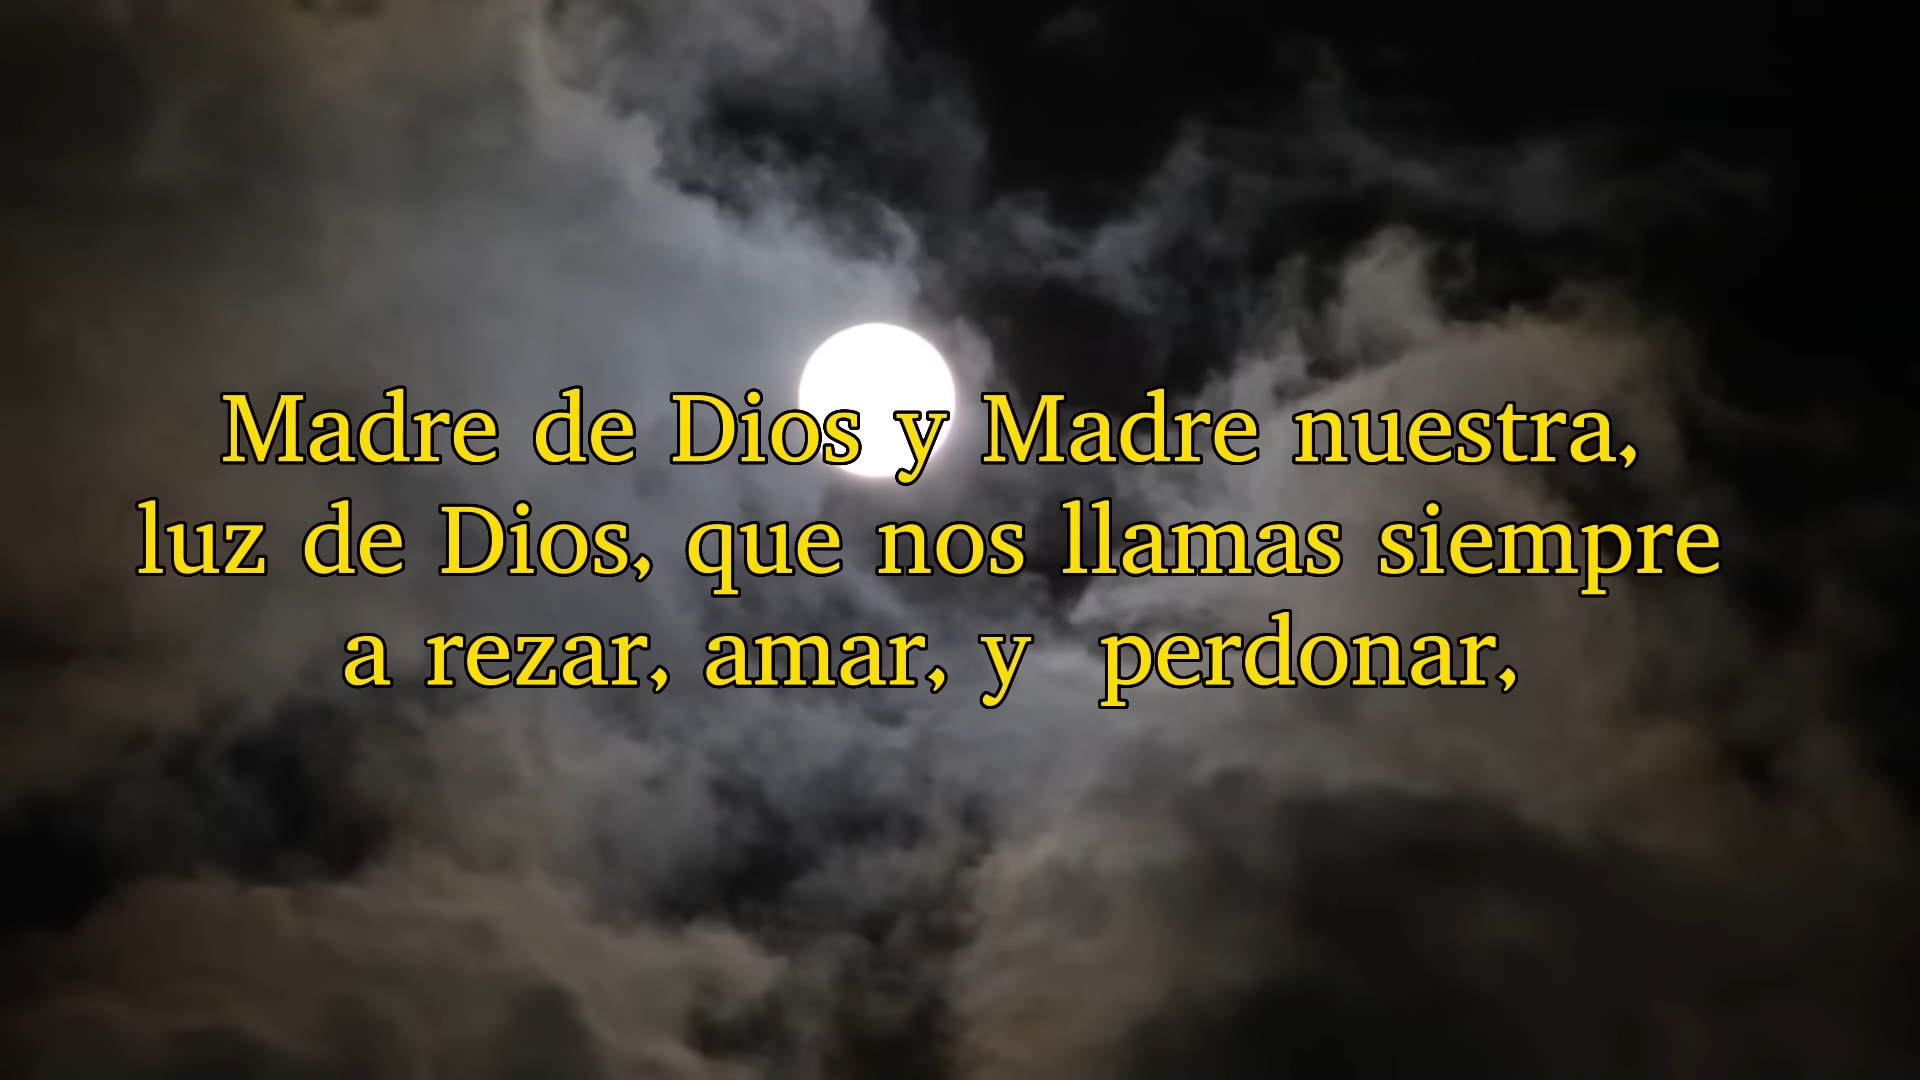 Madre de Dios y Madre nuestra,
luz de Dios, que nos llamas siempre
a rezar, amar, y  perdonar,